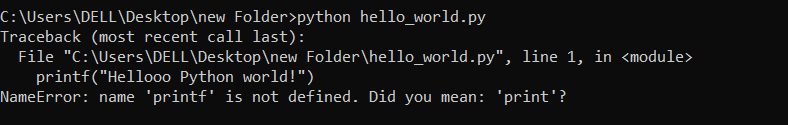 C:\Users\DELL\Desktop\new Folder>python hello_world.py
Traceback (most recent call last):
  File "C:\Users\DELL\Desktop\new Folder\hello_world.py", line 1, in <module>
    printf("Hellooo Python world!")
NameError: name 'printf' is not defined. Did you mean: 'print'?